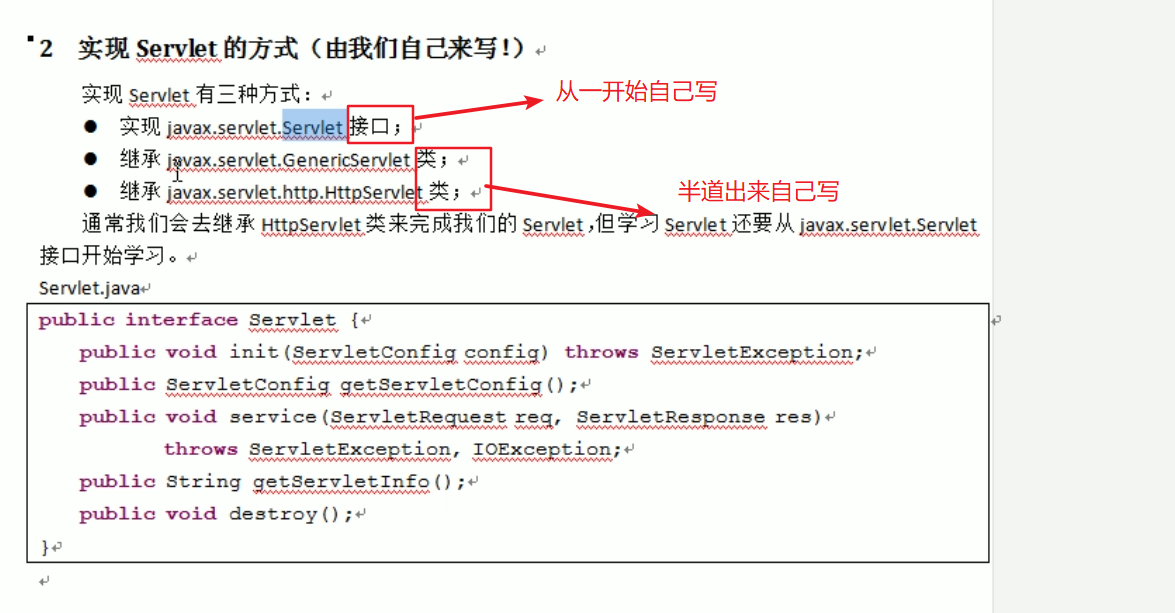 2 实现 Servlet 的方式（由我们自己来写！）
实现 Servlet 有三种方式：
● 实现 javax.servlet.Servlet 接口；
从一开始自己写
● 继承 javax.servlet.GenericServlet 类；
● 继承 javax.servlet.http.HttpServlet 类；
半道出来自己写
通常我们会去继承 HttpServlet 类来完成我们的 Servlet,但学习 Servlet 还要从 javax.servlet.Servlet
接口开始学习。
Servlet.java
public interface Servlet {
public void init(ServletConfig config) throws ServletException;
public ServletConfig getServletConfig();
public void service(ServletRequest req, ServletResponse res)
throws ServletException, IOException;
public String getServletInfo();
public void destroy();
}